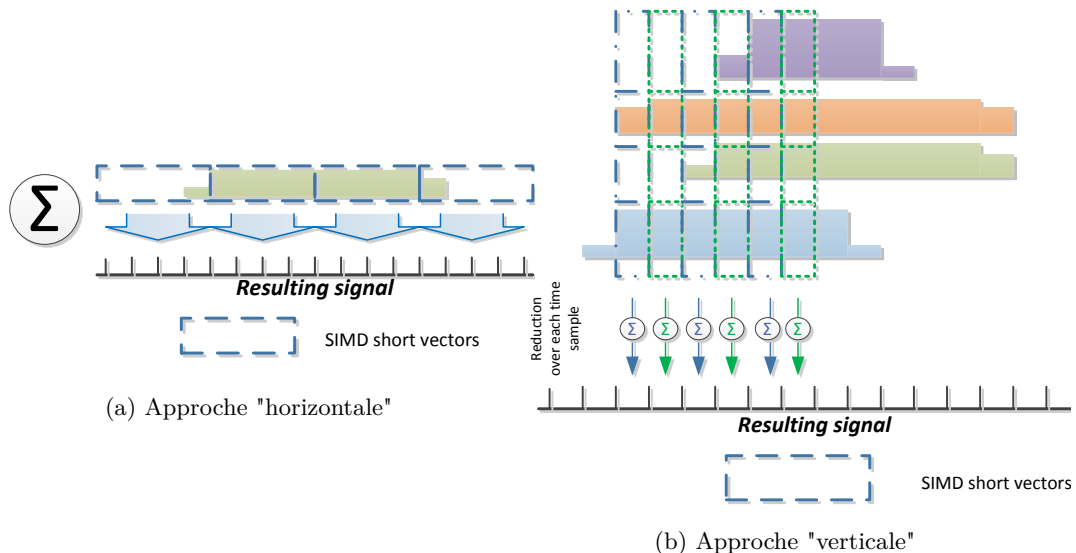 Σ
Resulting signal
SIMD short vectors
(a) Approche "horizontale"
Reduction
over each time
sample
Σ Σ Σ Σ Σ Σ
Resulting signal
SIMD short vectors
(b) Approche "verticale"